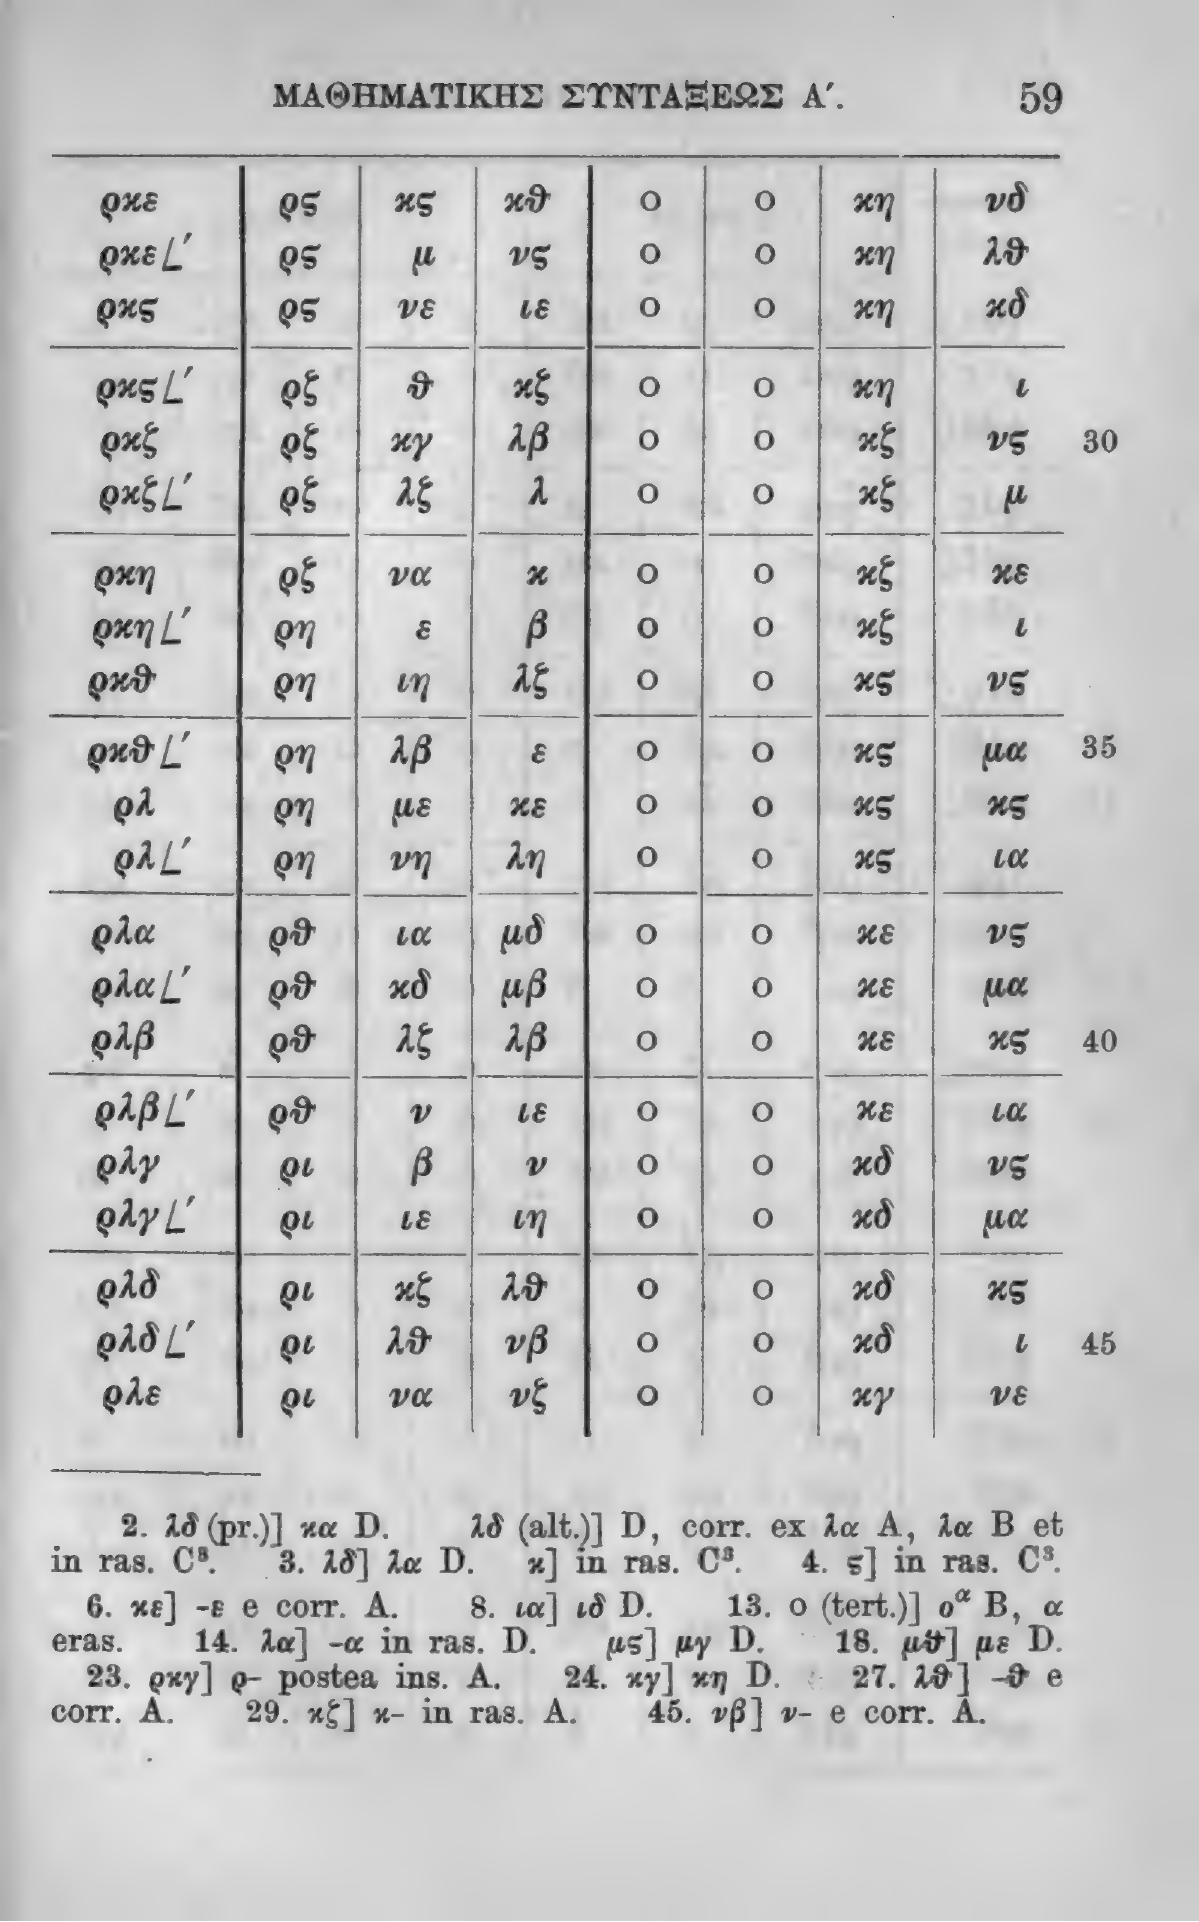 ΜΑΘΗΜΑΤΙΚΗΣ ΣΥΝΤΑΞΕΩΣ Α΄. 59
ρκε ρϛ κϛ κθ ο ο κη νδ
ρκε∠΄ ρϛ μ νϛ ο ο κη λθ
ρκϛ ρϛ νε ιε ο ο κη κδ
ρκϛ∠΄ ρζ θ κζ ο ο κη ι
ρκζ ρζ κγ λβ ο ο κζ νϛ 30
ρκζ∠΄ ρζ λζ λ ο ο κζ μ
ρκη ρζ να κ ο ο κζ κε
ρκη∠΄ ρη ε β ο ο κζ ι
ρκθ ρη ιη λζ ο ο κϛ νϛ
ρκθ∠΄ ρη λβ ε ο ο κϛ μα 35
ρλ ρη με κε ο ο κϛ κϛ
ρλ∠΄ ρη νη λη ο ο κϛ ια
ρλα ρθ ια μδ ο ο κε νϛ
ρλα∠΄ ρθ κδ μβ ο ο κε μα
ρλβ ρθ λζ λβ ο ο κε κϛ 40
ρλβ∠΄ ρθ ν ιε ο ο κε ια
ρλγ ρι β ν ο ο κδ νϛ
ρλγ∠΄ ρι ιε ιη ο ο κδ μα
ρλδ ρι κζ λθ ο ο κδ κϛ
ρλδ∠΄ ρι λθ νβ ο ο κδ ι 45
ρλε ρι να νζ ο ο κγ νε
2. λδ (pr.)] κα D. λδ (alt.)] D, corr. ex λα A, λα B et
in ras. C³. 3. λδ] λα D. κ] in ras. C³. 4. ϛ] in ras. C³.
6. κε] -ε e corr. A. 8. ια] ιδ D. 13. ο (tert.)] οᵅ B, α
eras. 14. λα] -α in ras. D. μϛ] μγ D. 18. μθ] με D.
23. ρκγ] ρ- postea ins. A. 24. κγ] κη D. 27. λθ] -θ e
corr. A. 29. κζ] κ- in ras. A. 45. νβ] ν- e corr. A.